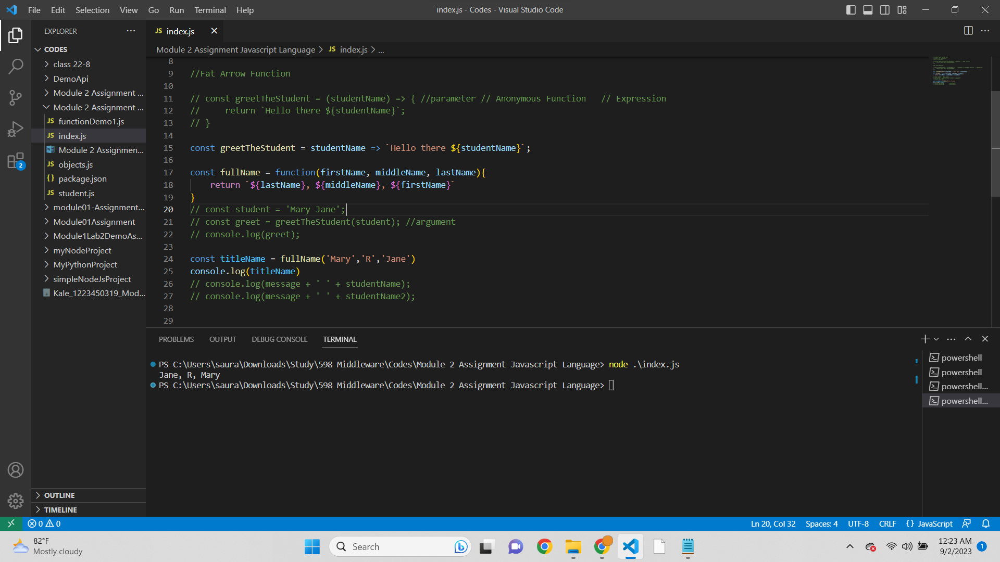 File Edit Selection View Go Run Terminal Help
index.js - Codes - Visual Studio Code
EXPLORER
CODES
class 22-8
DemoApi
Module 2 Assignment ...
Module 2 Assignment ...
JS functionDemo1.js
JS index.js
Module 2 Assignmen...
JS objects.js
{} package.json
JS student.js
module01-Assignment...
Module01Assignment
Module1Lab2DemoAs...
myNodeProject
MyPythonProject
simpleNodeJsProject
Kale_1223450319_Mod...
OUTLINE
TIMELINE
2
JS index.js
Module 2 Assignment Javascript Language > JS index.js > ...
8
9 //Fat Arrow Function
10
11 // const greetTheStudent = (studentName) => { //parameter // Anonymous Function   // Expression
12 //     return `Hello there ${studentName}`;
13 // }
14
15 const greetTheStudent = studentName => `Hello there ${studentName}`;
16
17 const fullName = function(firstName, middleName, lastName){
18     return `${lastName}, ${middleName}, ${firstName}`
19 }
20 // const student = 'Mary Jane';
21 // const greet = greetTheStudent(student); //argument
22 // console.log(greet);
23
24 const titleName = fullName('Mary','R','Jane')
25 console.log(titleName)
26 // console.log(message + ' ' + studentName);
27 // console.log(message + ' ' + studentName2);
28
29
PROBLEMS OUTPUT DEBUG CONSOLE TERMINAL
PS C:\Users\saura\Downloads\Study\598 Middleware\Codes\Module 2 Assignment Javascript Language> node .\index.js
Jane, R, Mary
PS C:\Users\saura\Downloads\Study\598 Middleware\Codes\Module 2 Assignment Javascript Language>
powershell
powershell
powershell...
powershell...
0 0
Ln 20, Col 32 Spaces: 4 UTF-8 CRLF {} JavaScript
82°F
Mostly cloudy
Search
12:23 AM
9/2/2023
1